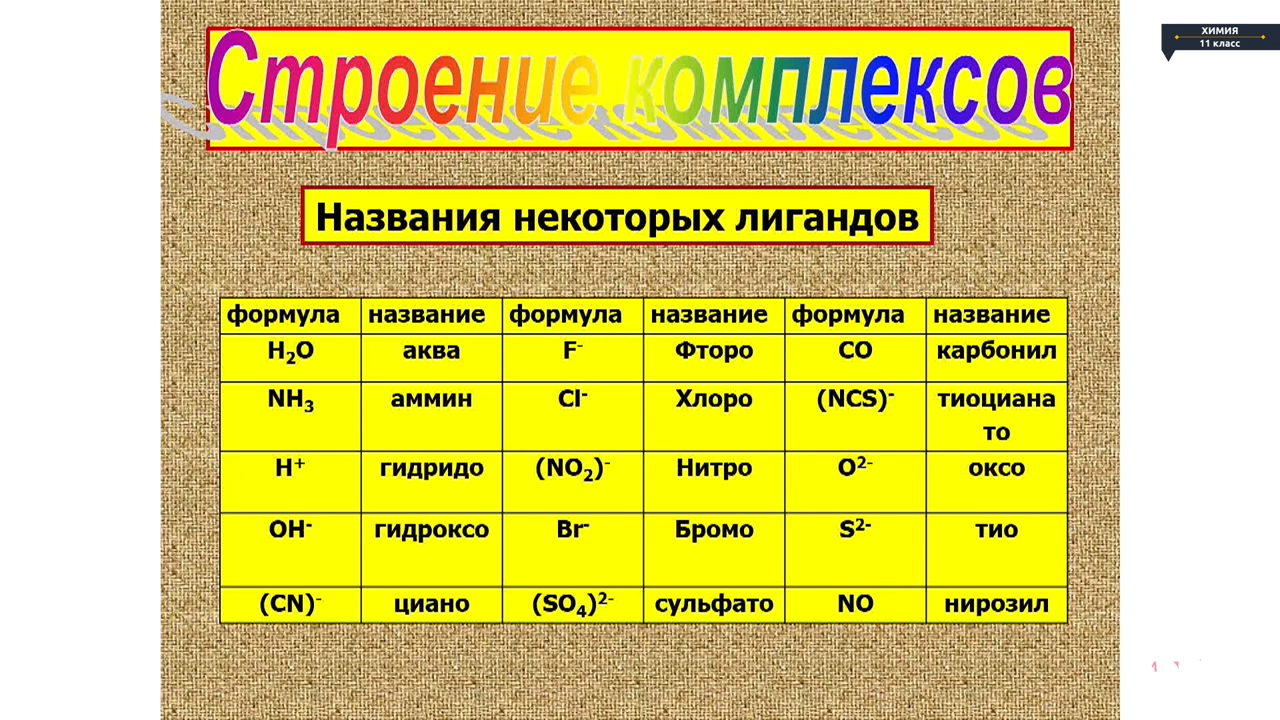 ХИМИЯ
11 класс
Строение комплексов
Названия некоторых лигандов
формула название формула название формула название
H₂O аква F⁻ Фторо CO карбонил
NH₃ аммин Cl⁻ Хлоро (NCS)⁻ тиоциана
то
H⁺ гидридо (NO₂)⁻ Нитро O²⁻ оксо
OH⁻ гидроксо Br⁻ Бромо S²⁻ тио
(CN)⁻ циано (SO₄)²⁻ сульфато NO нирозил